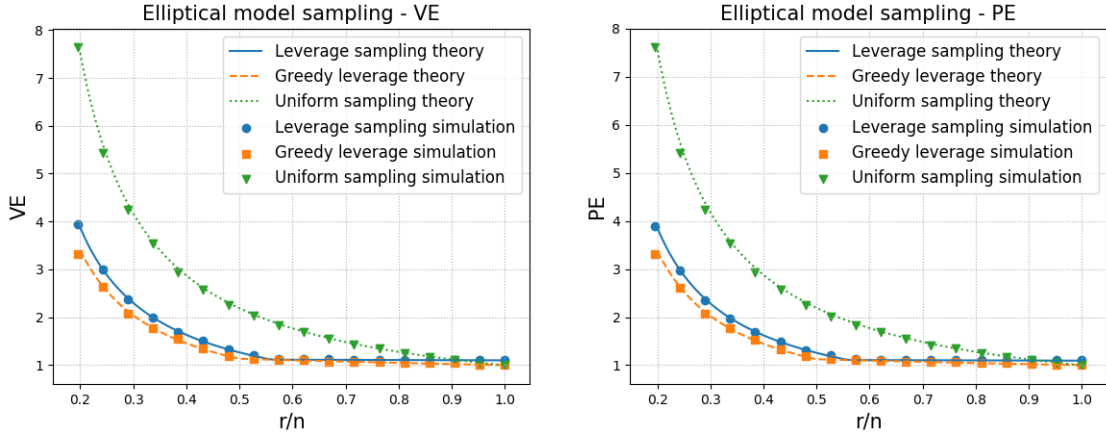 Elliptical model sampling - VE
8
7
6
5
4
3
2
1
VE
Leverage sampling theory
Greedy leverage theory
Uniform sampling theory
Leverage sampling simulation
Greedy leverage simulation
Uniform sampling simulation
0.2 0.3 0.4 0.5 0.6 0.7 0.8 0.9 1.0
r/n
Elliptical model sampling - PE
8
7
6
5
4
3
2
1
PE
Leverage sampling theory
Greedy leverage theory
Uniform sampling theory
Leverage sampling simulation
Greedy leverage simulation
Uniform sampling simulation
0.2 0.3 0.4 0.5 0.6 0.7 0.8 0.9 1.0
r/n